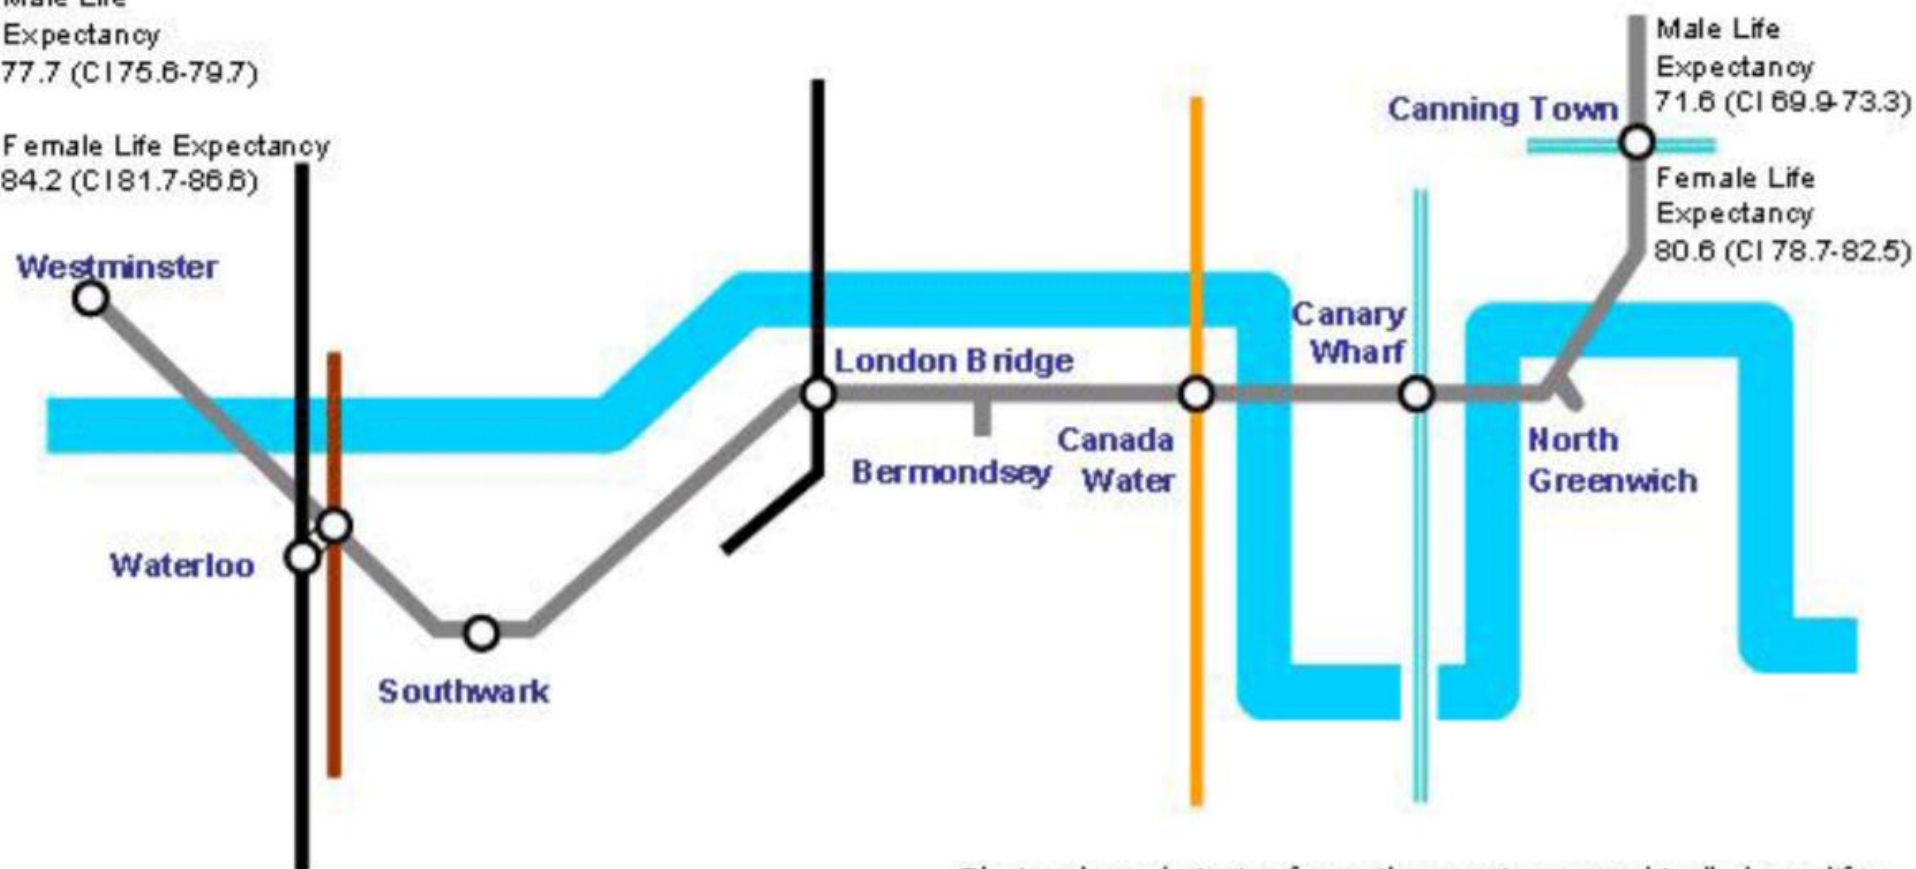 Male Life
Expectancy
77.7 (CI 75.6-79.7)
Female Life Expectancy
84.2 (CI 81.7-86.6)
Male Life
Expectancy
71.6 (CI 69.9-73.3)
Canning Town
Female Life
Expectancy
80.6 (CI 78.7-82.5)
Westminster
Canary
Wharf
London Bridge
Canada
Water
Bermondsey
North
Greenwich
Waterloo
Southwark